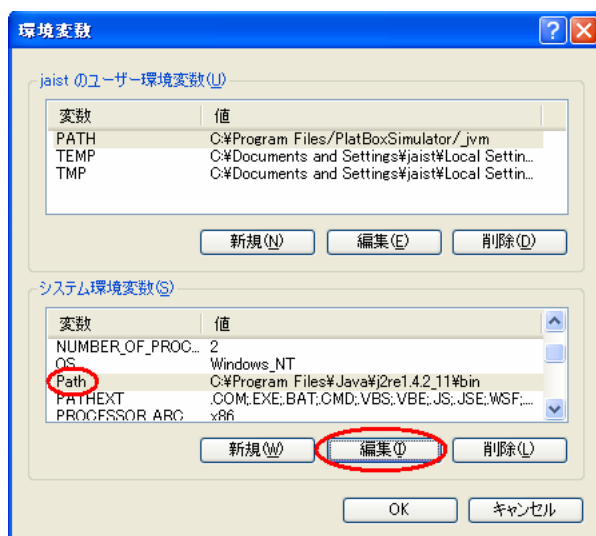 環境変数
jaist のユーザー環境変数(U)
変数 値
PATH C:¥Program Files/PlatBoxSimulator/_jvm
TEMP C:¥Documents and Settings¥jaist¥Local Settin...
TMP C:¥Documents and Settings¥jaist¥Local Settin...
新規(N) 編集(E) 削除(D)
システム環境変数(S)
変数 値
NUMBER_OF_PROC... 2
OS Windows_NT
Path C:¥Program Files¥Java¥j2re1.4.2_11¥bin
PATHEXT .COM;.EXE;.BAT;.CMD;.VBS;.VBE;.JS;.JSE;.WSF;...
PROCESSOR_ARC... x86
新規(W) 編集(I) 削除(L)
OK キャンセル